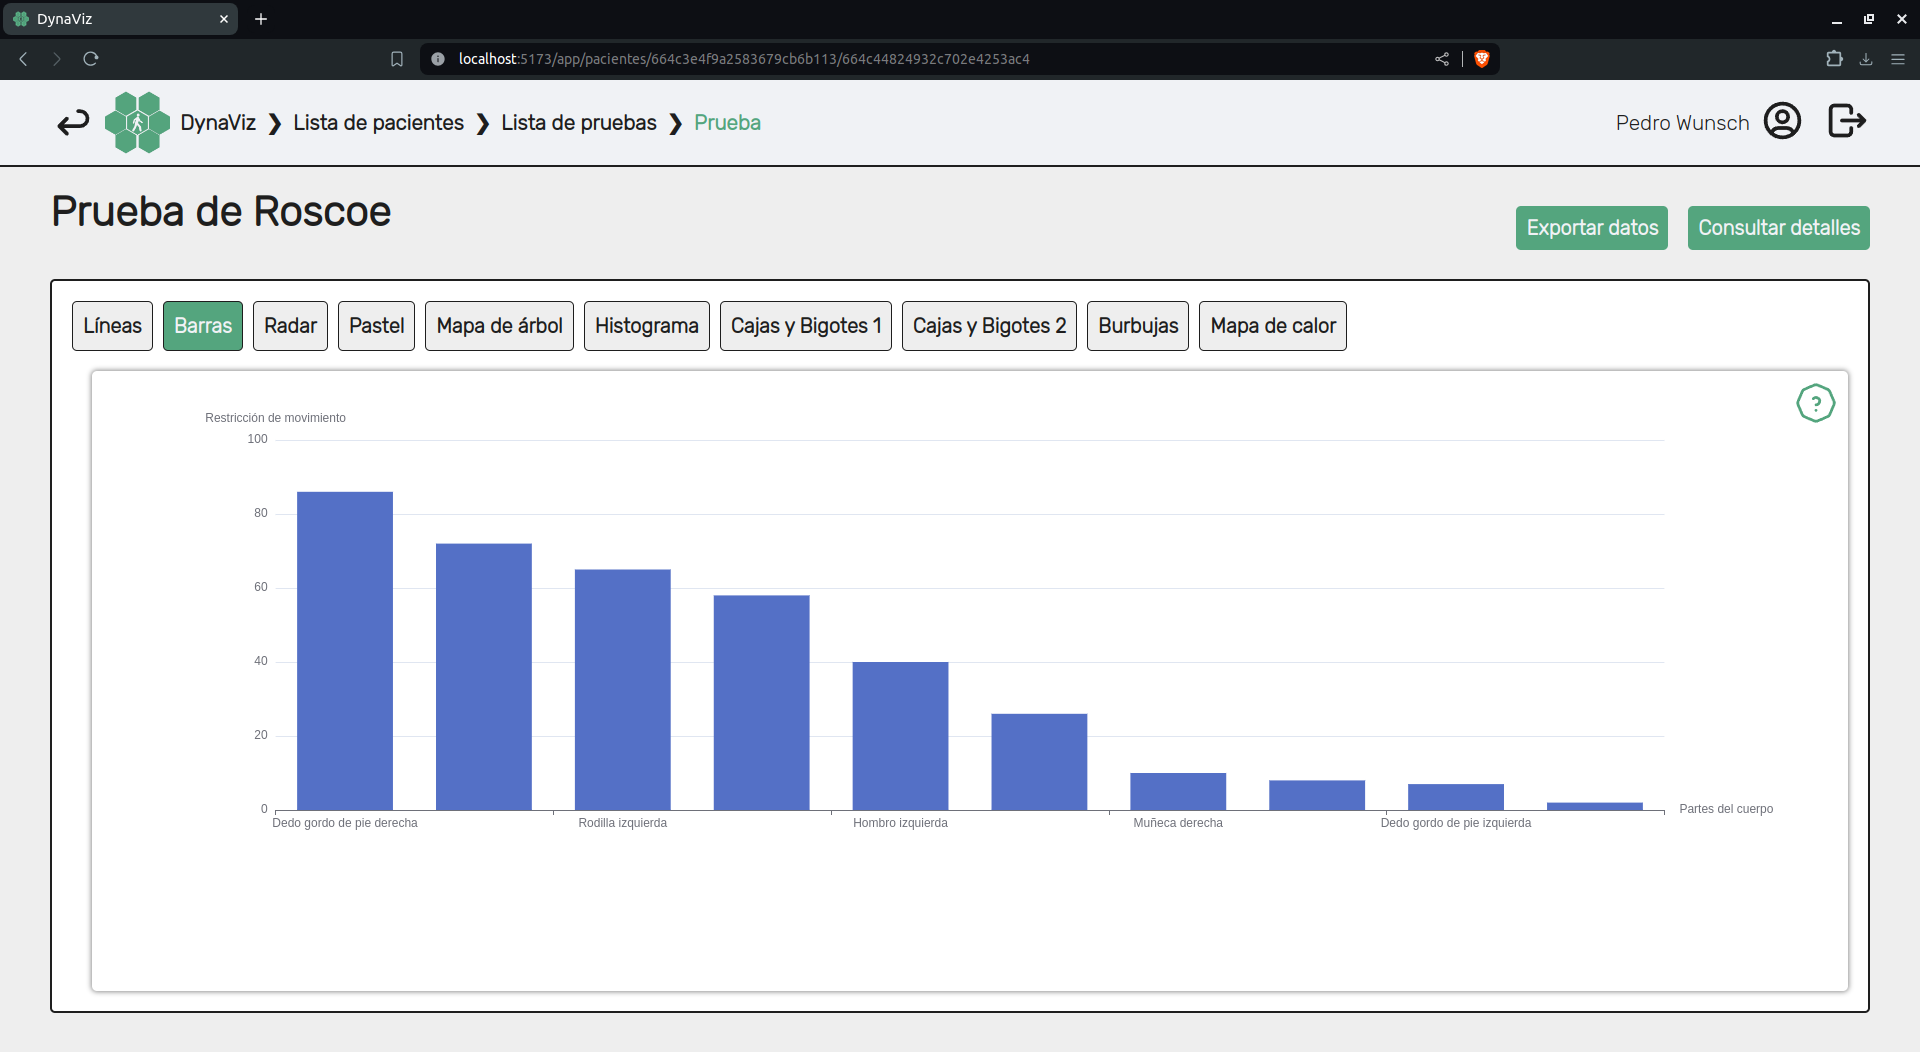 DynaViz
localhost:5173/app/pacientes/664c3e4f9a2583679cb6b113/664c44824932c702e4253ac4
DynaViz ❯ Lista de pacientes ❯ Lista de pruebas ❯ Prueba
Pedro Wunsch
Prueba de Roscoe
Exportar datos
Consultar detalles
Líneas
Barras
Radar
Pastel
Mapa de árbol
Histograma
Cajas y Bigotes 1
Cajas y Bigotes 2
Burbujas
Mapa de calor
?
Restricción de movimiento
100
80
60
40
20
0
Dedo gordo de pie derecha
Rodilla izquierda
Hombro izquierda
Muñeca derecha
Dedo gordo de pie izquierda
Partes del cuerpo